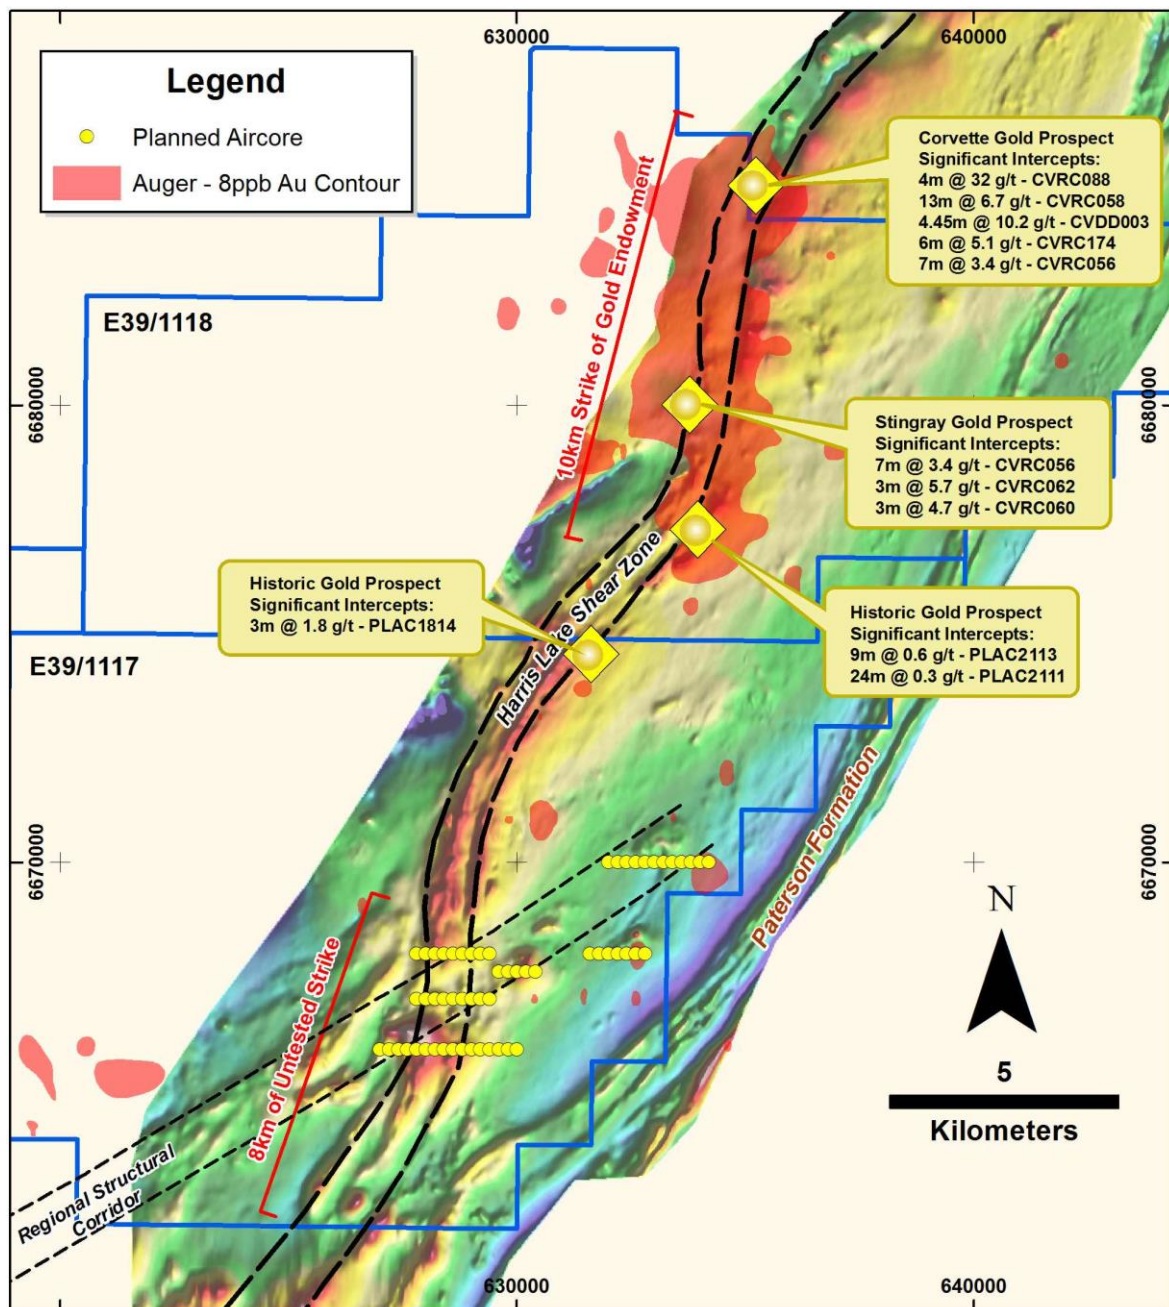 630000
640000
Legend
Planned Aircore
Auger - 8ppb Au Contour
Corvette Gold Prospect
Significant Intercepts:
4m @ 32 g/t - CVRC088
13m @ 6.7 g/t - CVRC058
4.45m @ 10.2 g/t - CVDD003
6m @ 5.1 g/t - CVRC174
7m @ 3.4 g/t - CVRC056
10km Strike of Gold Endowment
E39/1118
6680000
6680000
Stingray Gold Prospect
Significant Intercepts:
7m @ 3.4 g/t - CVRC056
3m @ 5.7 g/t - CVRC062
3m @ 4.7 g/t - CVRC060
Historic Gold Prospect
Significant Intercepts:
3m @ 1.8 g/t - PLAC1814
Harris Lake Shear Zone
Historic Gold Prospect
Significant Intercepts:
9m @ 0.6 g/t - PLAC2113
24m @ 0.3 g/t - PLAC2111
E39/1117
Paterson Formation
6670000
6670000
8km of Untested Strike
N
5
Kilometers
Regional Structural
Corridor
630000
640000